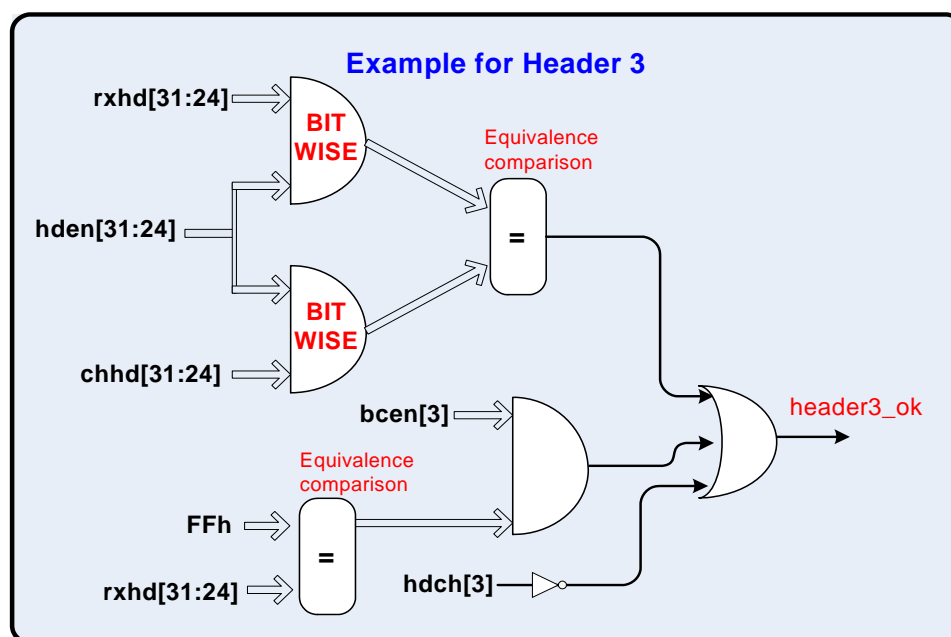 Example for Header 3
rxhd[31:24]
BIT
WISE
Equivalence
comparison
hden[31:24]
=
BIT
WISE
chhd[31:24]
bcen[3]
header3_ok
Equivalence
comparison
FFh
=
rxhd[31:24]
hdch[3]